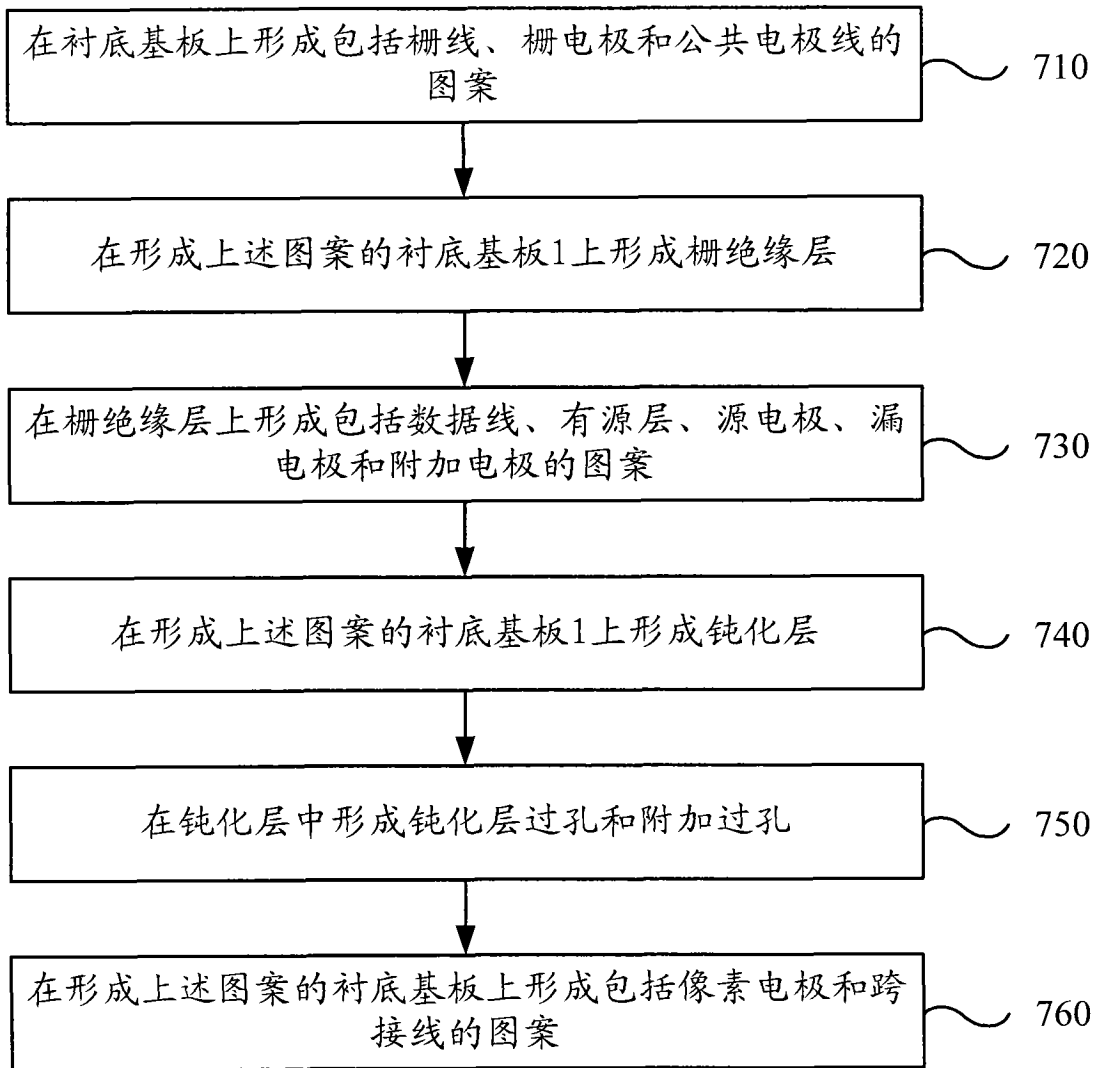 在衬底基板上形成包括栅线、栅电极和公共电极线的
图案
710
在形成上述图案的衬底基板1上形成栅绝缘层
720
在栅绝缘层上形成包括数据线、有源层、源电极、漏
电极和附加电极的图案
730
在形成上述图案的衬底基板1上形成钝化层
740
在钝化层中形成钝化层过孔和附加过孔
750
在形成上述图案的衬底基板上形成包括像素电极和跨
接线的图案
760